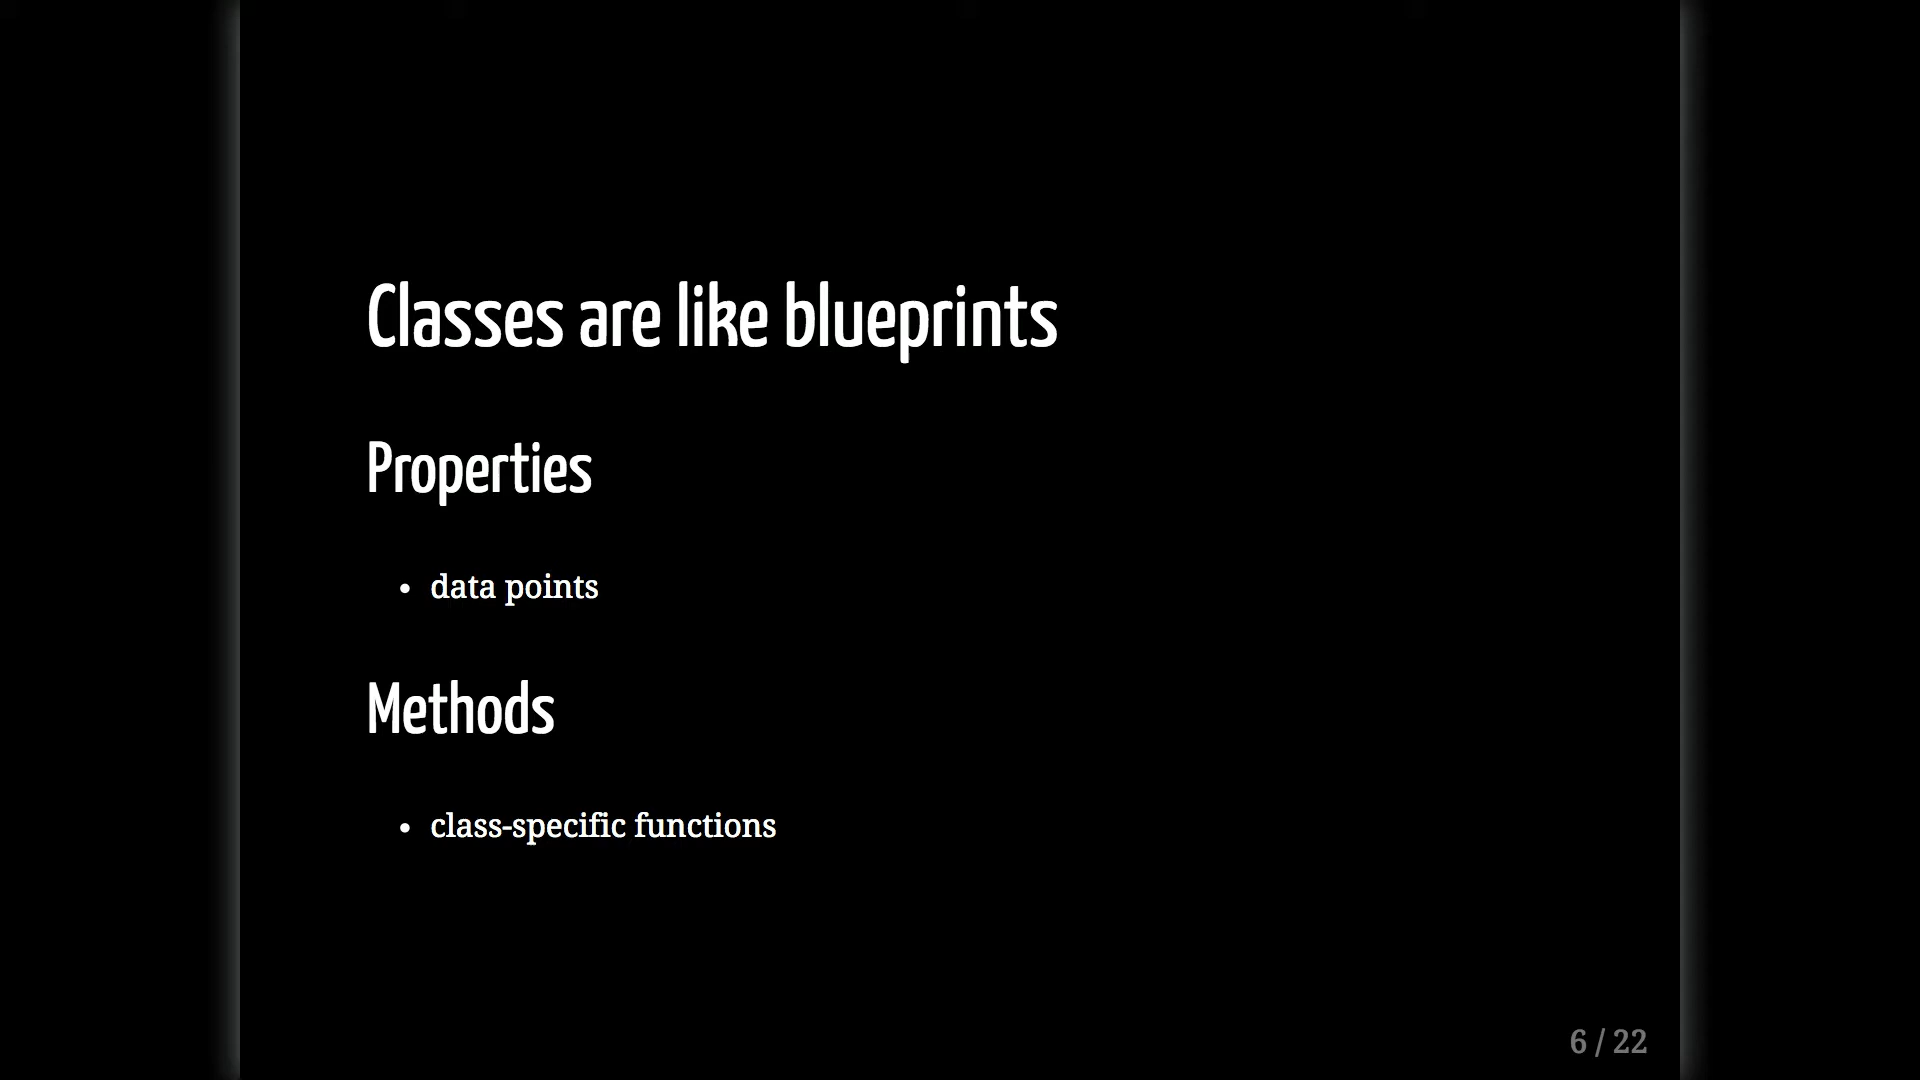 Classes are like blueprints
Properties
• data points
Methods
• class-specific functions
6 / 22